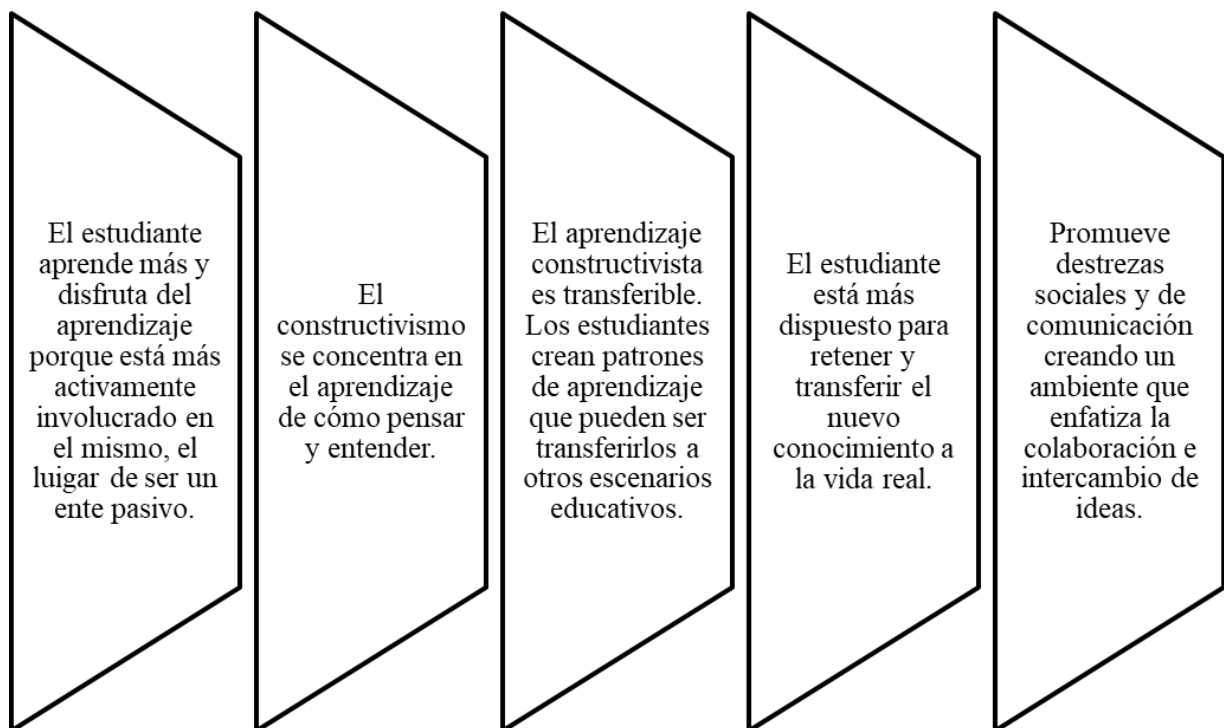 El estudiante
aprende más y
disfruta del
aprendizaje
porque está más
activamente
involucrado en
el mismo, el
luigar de ser un
ente pasivo.
El
constructivismo
se concentra en
el aprendizaje
de cómo pensar
y entender.
El aprendizaje
constructivista
es transferible.
Los estudiantes
crean patrones
de aprendizaje
que pueden ser
transferirlos a
otros escenarios
educativos.
El estudiante
está más
dispuesto para
retener y
transferir el
nuevo
conocimiento a
la vida real.
Promueve
destrezas
sociales y de
comunicación
creando un
ambiente que
enfatiza la
colaboración e
intercambio de
ideas.